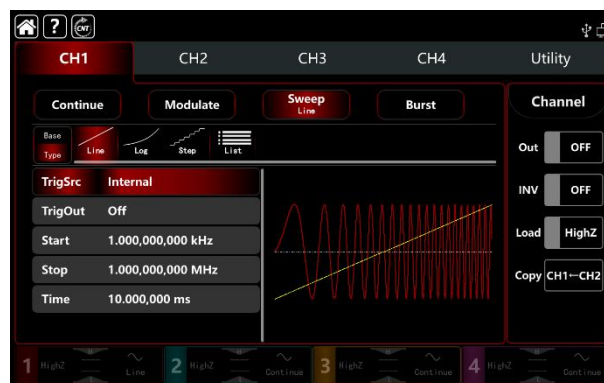 ? CNT
CH1 CH2 CH3 CH4 Utility
Continue Modulate Sweep Burst Channel
Line
Base
Type Line Log Step List
Out OFF
TrigSrc Internal
INV OFF
TrigOut Off
Start 1.000,000,000 kHz
Load HighZ
Stop 1.000,000,000 MHz
Copy CH1←CH2
Time 10.000,000 ms
1 HighZ Line 2 HighZ Continue 3 HighZ Continue 4 HighZ Continue